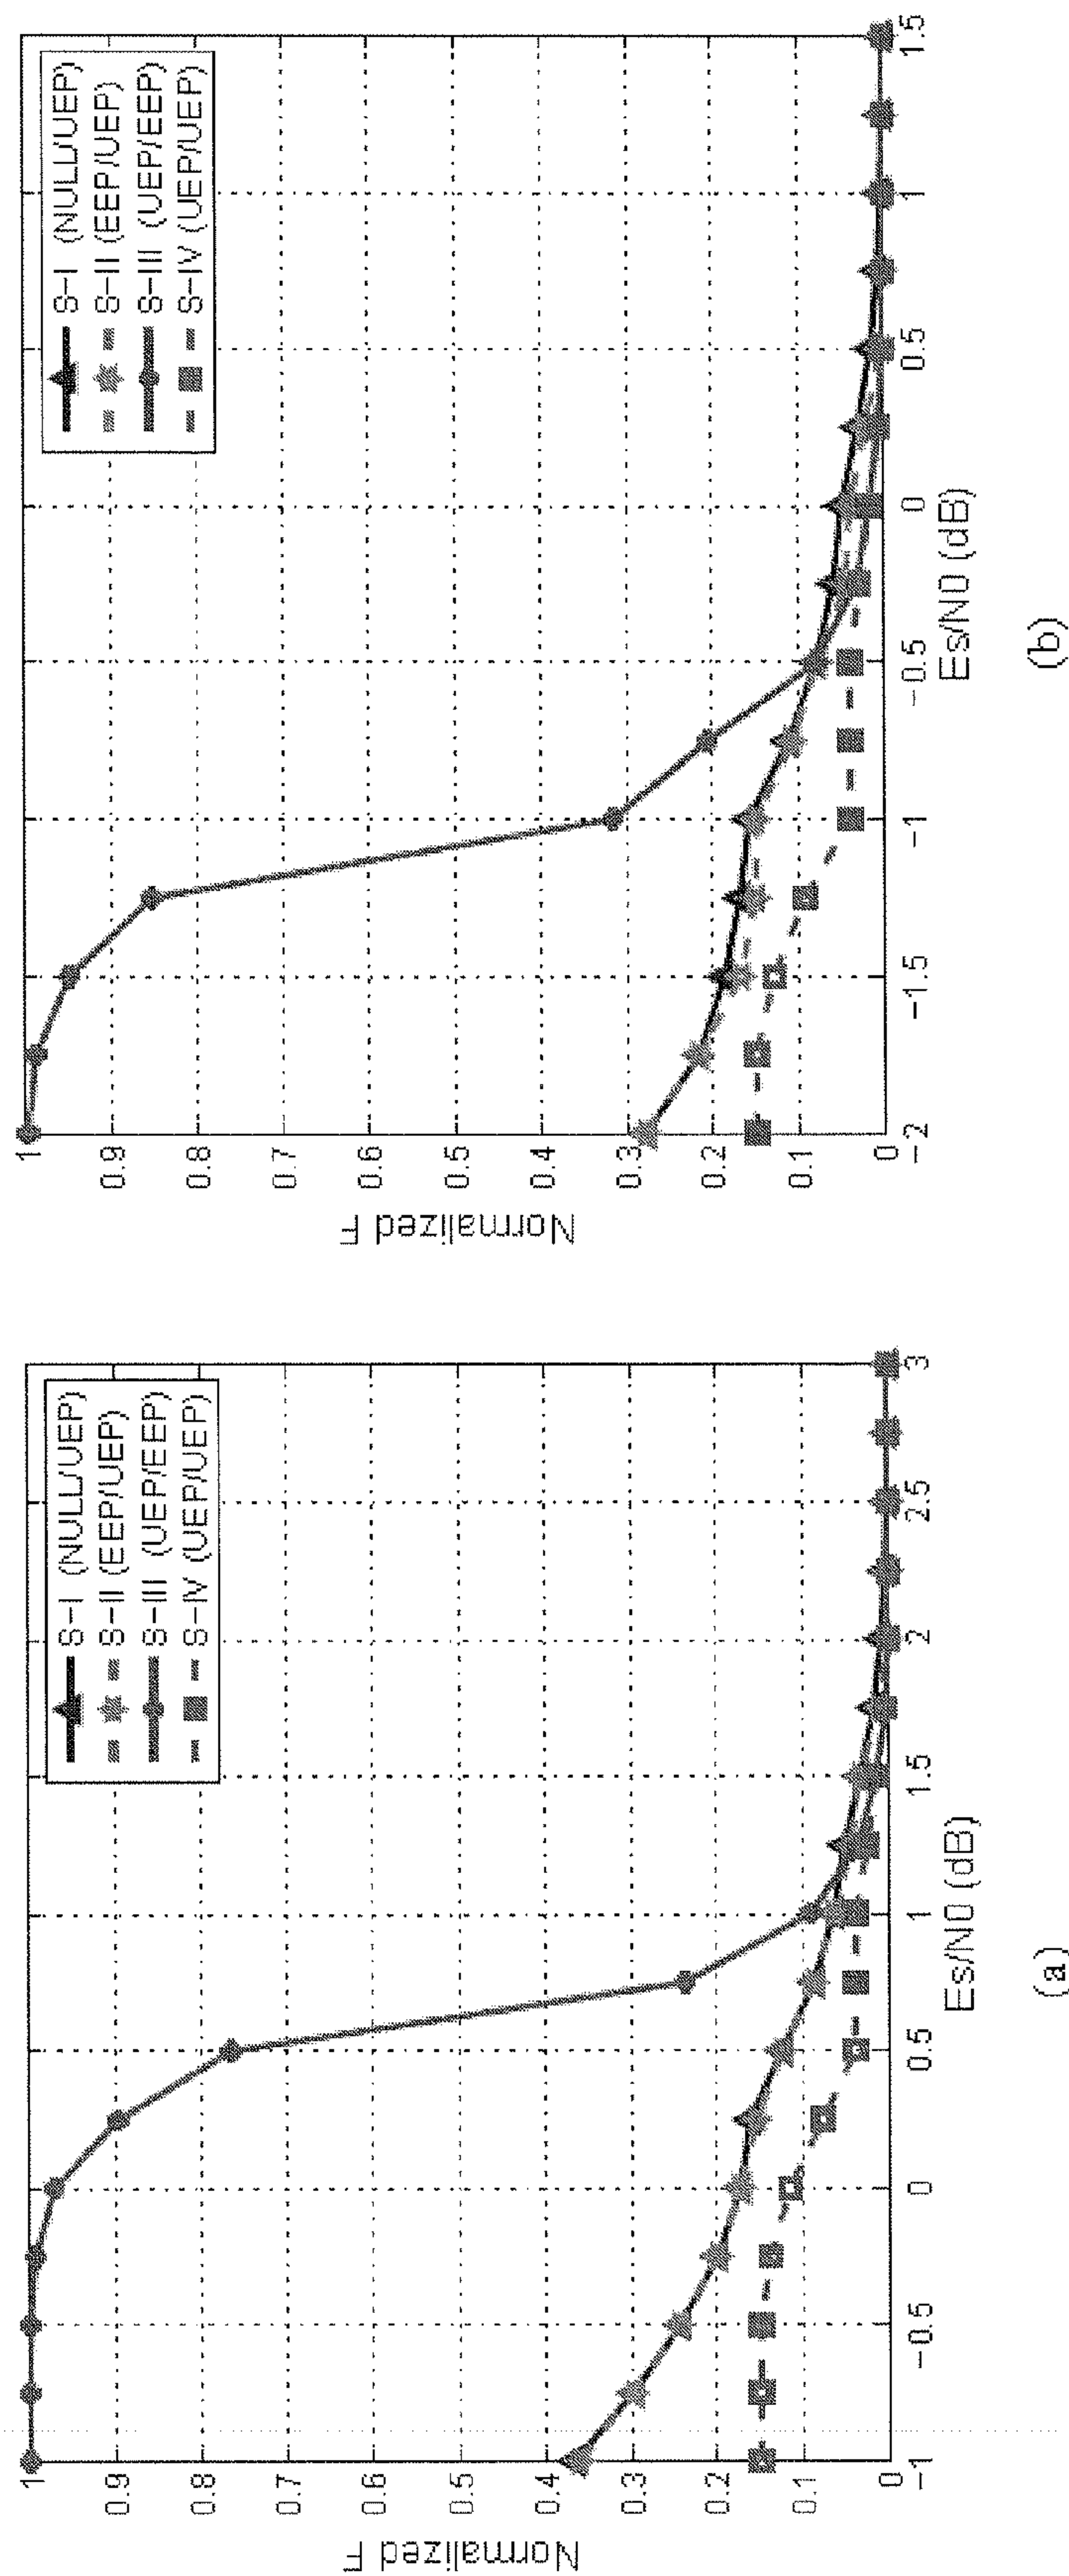 1
0.9
0.8
0.7
0.6
0.5
0.4
0.3
0.2
0.1
0
Normalized F
−1
−0.5
0
0.5
1
1.5
2
2.5
3
Es/N0 (dB)
S−I (NULL/UEP)
S−II (EEP/UEP)
S−III (UEP/EEP)
S−IV (UEP/UEP)
(a)
1
0.9
0.8
0.7
0.6
0.5
0.4
0.3
0.2
0.1
0
Normalized F
−2
−1.5
−1
−0.5
0
0.5
1
1.5
Es/N0 (dB)
S−I (NULL/UEP)
S−II (EEP/UEP)
S−III (UEP/EEP)
S−IV (UEP/UEP)
(b)